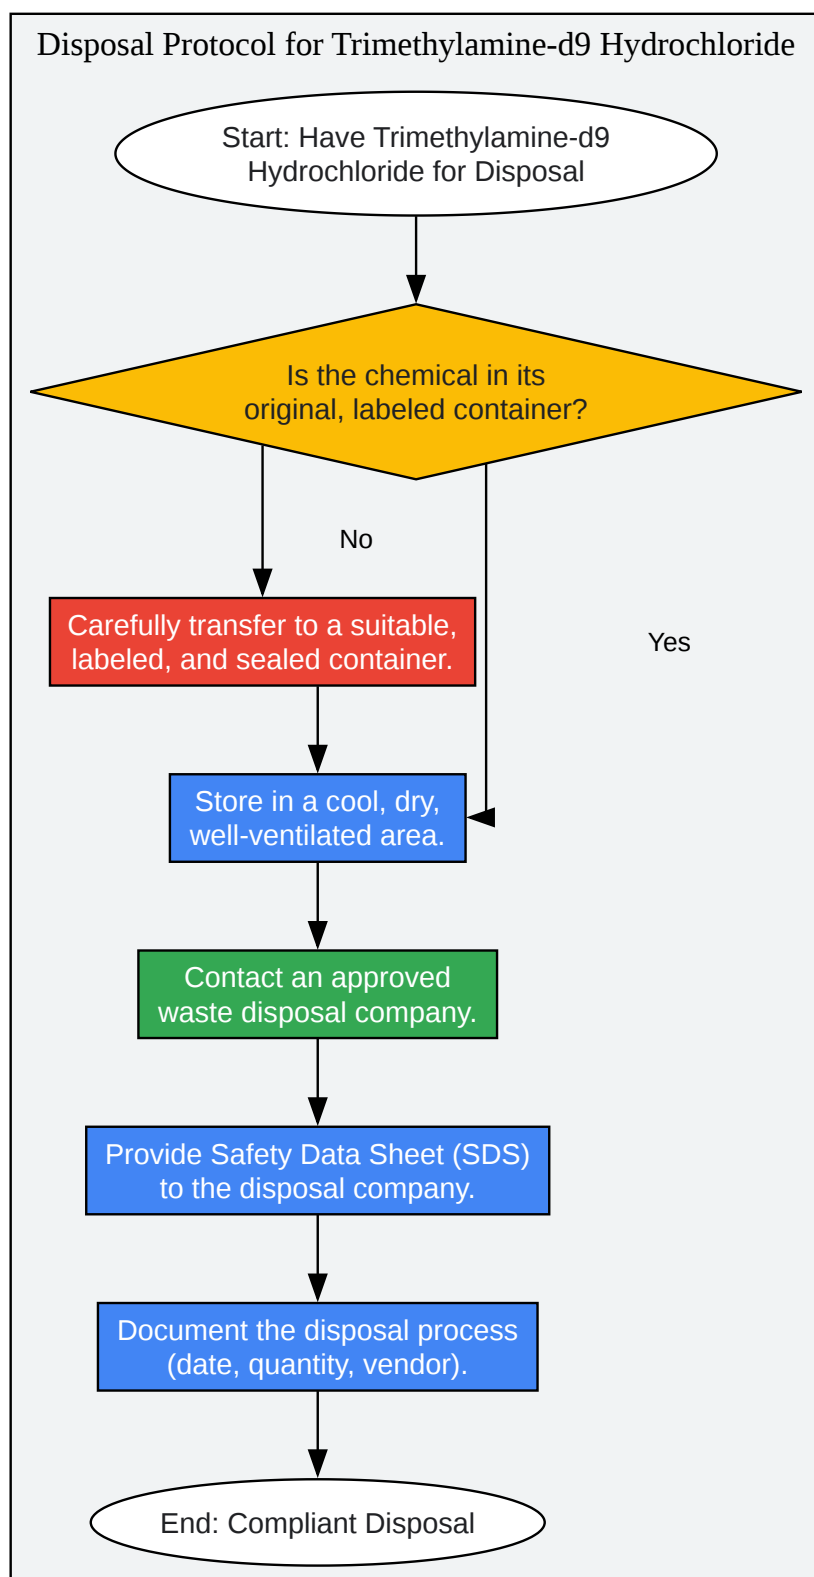 Disposal Protocol for Trimethylamine-d9 Hydrochloride
Start: Have Trimethylamine-d9
Hydrochloride for Disposal
Is the chemical in its
original, labeled container?
No
Yes
Carefully transfer to a suitable,
labeled, and sealed container.
Store in a cool, dry,
well-ventilated area.
Contact an approved
waste disposal company.
Provide Safety Data Sheet (SDS)
to the disposal company.
Document the disposal process
(date, quantity, vendor).
End: Compliant Disposal